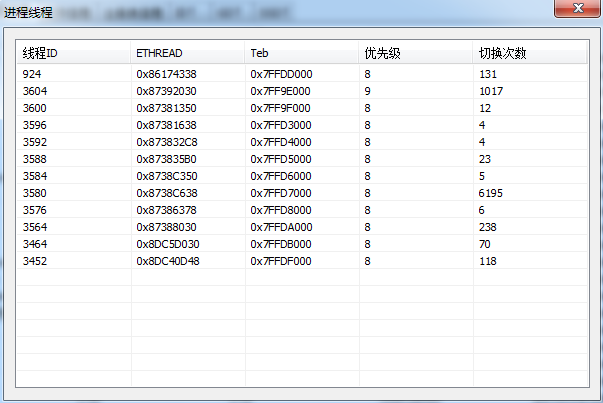 进程线程
线程ID ETHREAD Teb 优先级 切换次数
924 0x86174338 0x7FFDD000 8 131
3604 0x87392030 0x7FF9E000 9 1017
3600 0x87381350 0x7FF9F000 8 12
3596 0x87381638 0x7FFD3000 8 4
3592 0x873832C8 0x7FFD4000 8 4
3588 0x873835B0 0x7FFD5000 8 23
3584 0x8738C350 0x7FFD6000 8 5
3580 0x8738C638 0x7FFD7000 8 6195
3576 0x87386378 0x7FFD8000 8 6
3564 0x87388030 0x7FFDA000 8 238
3464 0x8DC5D030 0x7FFDB000 8 70
3452 0x8DC40D48 0x7FFDF000 8 118